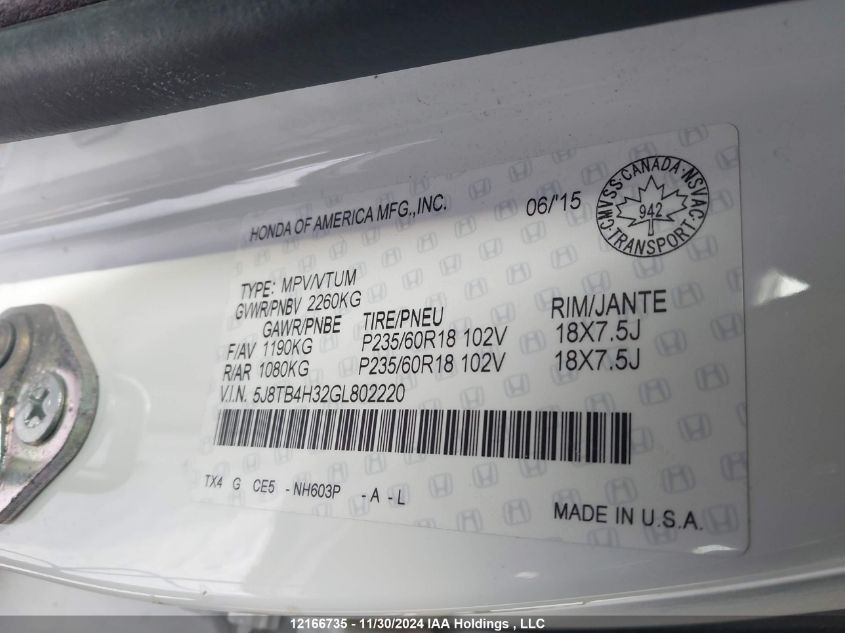 HONDA OF AMERICA MFG.,INC.
06/'15
CMVSS·CANADA·NSVAC
942
TRANSPORT
TYPE: MPV/VTUM
GVWR/PNBV 2260KG
GAWR/PNBE TIRE/PNEU RIM/JANTE
F/AV 1190KG P235/60R18 102V 18X7.5J
R/AR 1080KG P235/60R18 102V 18X7.5J
V.I.N. 5J8TB4H32GL802220
TX4 G CE5 -NH603P -A-L
MADE IN U.S.A.
12166735 - 11/30/2024 IAA Holdings , LLC